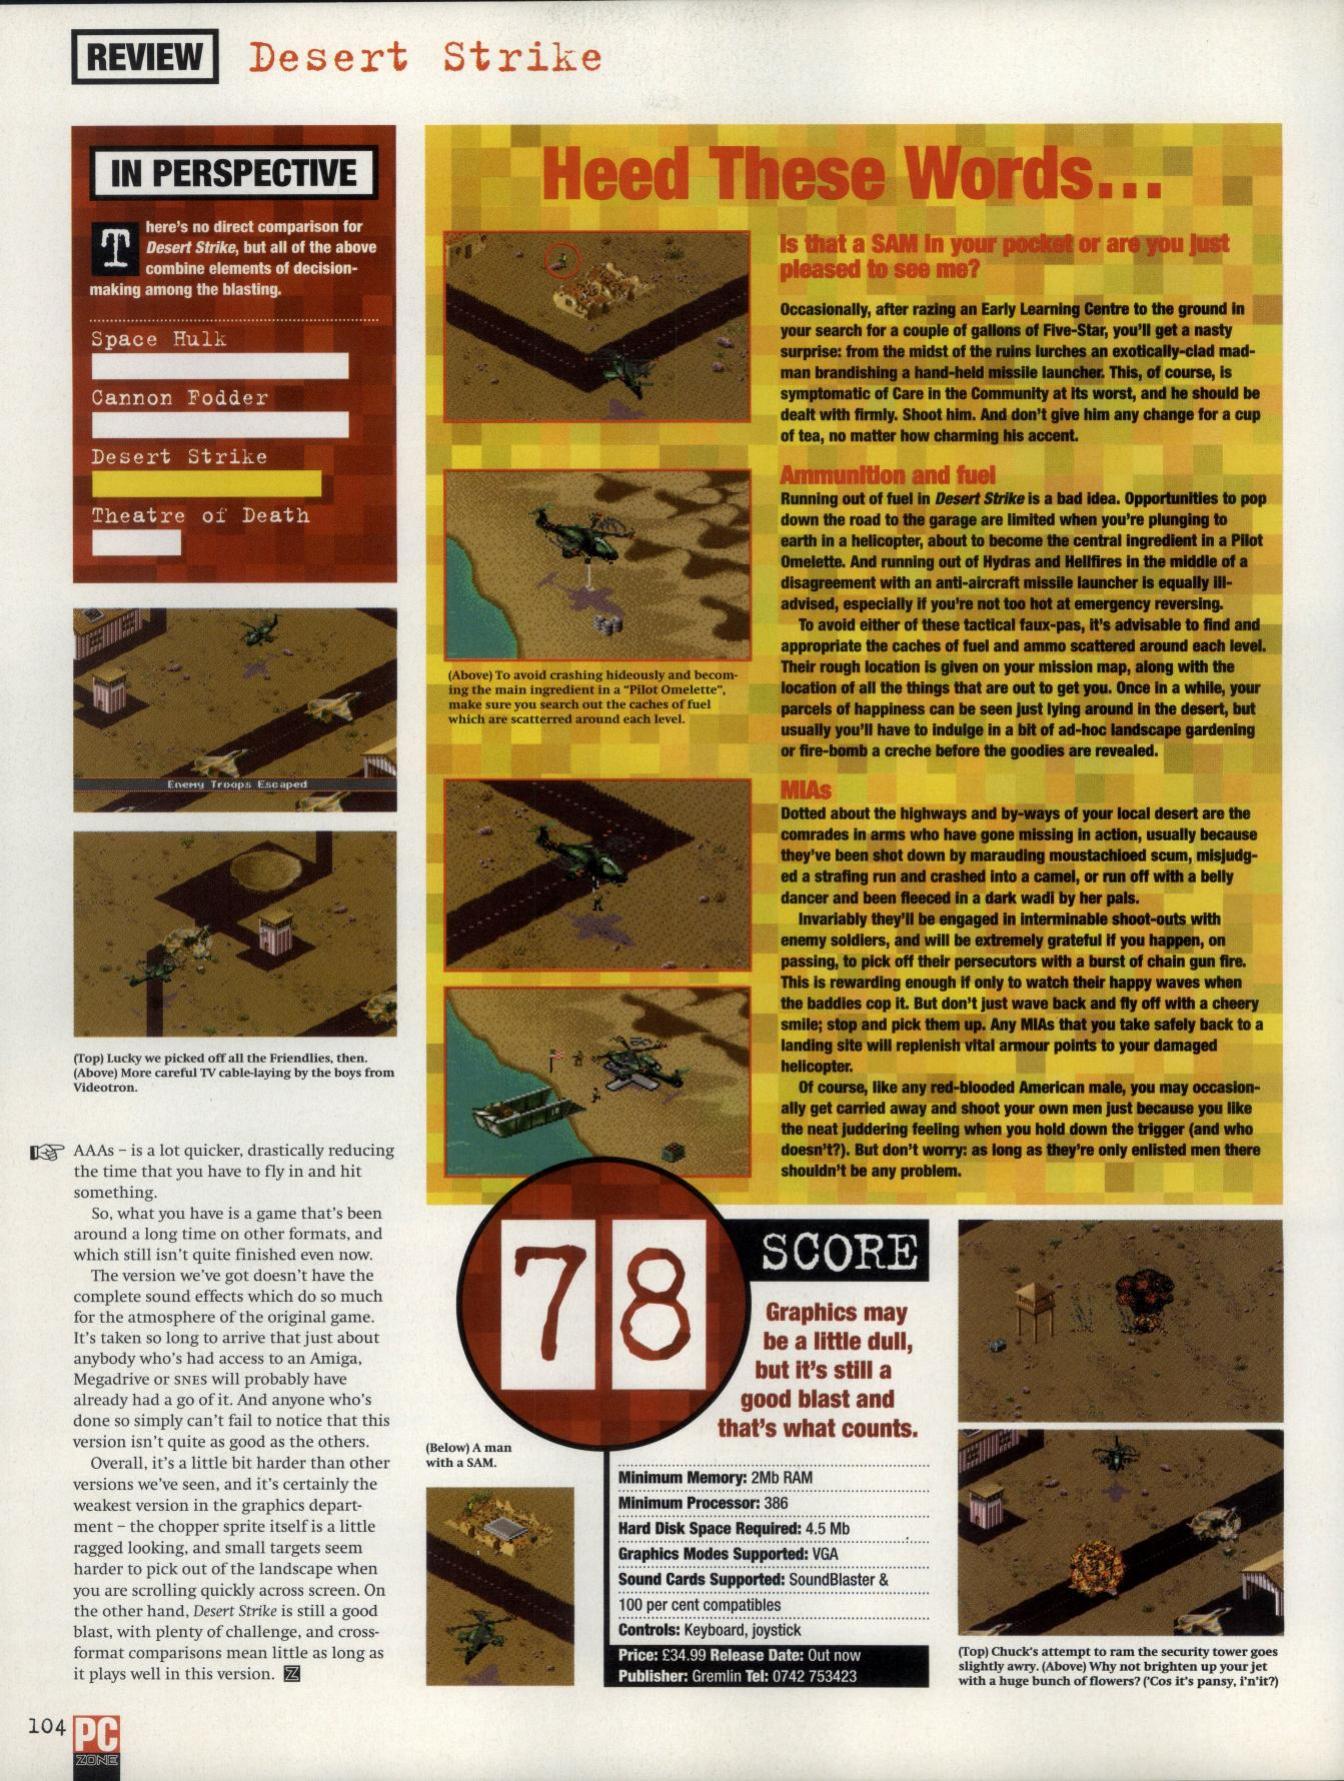 REVIEW Desert Strike
IN PERSPECTIVE
There's no direct comparison for
Desert Strike, but all of the above
combine elements of decision-
making among the blasting.
Space Hulk
Cannon Fodder
Desert Strike
Theatre of Death
Enemy Troops Escaped
(Top) Lucky we picked off all the Friendlies, then.
(Above) More careful TV cable-laying by the boys from
Videotron.
AAAs – is a lot quicker, drastically reducing
the time that you have to fly in and hit
something.
So, what you have is a game that's been
around a long time on other formats, and
which still isn't quite finished even now.
The version we've got doesn't have the
complete sound effects which do so much
for the atmosphere of the original game.
It's taken so long to arrive that just about
anybody who's had access to an Amiga,
Megadrive or SNES will probably have
already had a go of it. And anyone who's
done so simply can't fail to notice that this
version isn't quite as good as the others.
Overall, it's a little bit harder than other
versions we've seen, and it's certainly the
weakest version in the graphics depart-
ment – the chopper sprite itself is a little
ragged looking, and small targets seem
harder to pick out of the landscape when
you are scrolling quickly across screen. On
the other hand, Desert Strike is still a good
blast, with plenty of challenge, and cross-
format comparisons mean little as long as
it plays well in this version. Z
Heed These Words...
Is that a SAM in your pocket or are you just
pleased to see me?
Occasionally, after razing an Early Learning Centre to the ground in
your search for a couple of gallons of Five-Star, you'll get a nasty
surprise: from the midst of the ruins lurches an exotically-clad mad-
man brandishing a hand-held missile launcher. This, of course, is
symptomatic of Care in the Community at its worst, and he should be
dealt with firmly. Shoot him. And don't give him any change for a cup
of tea, no matter how charming his accent.
Ammunition and fuel
Running out of fuel in Desert Strike is a bad idea. Opportunities to pop
down the road to the garage are limited when you're plunging to
earth in a helicopter, about to become the central ingredient in a Pilot
Omelette. And running out of Hydras and Hellfires in the middle of a
disagreement with an anti-aircraft missile launcher is equally ill-
advised, especially if you're not too hot at emergency reversing.
To avoid either of these tactical faux-pas, it's advisable to find and
appropriate the caches of fuel and ammo scattered around each level.
Their rough location is given on your mission map, along with the
location of all the things that are out to get you. Once in a while, your
parcels of happiness can be seen just lying around in the desert, but
usually you'll have to indulge in a bit of ad-hoc landscape gardening
or fire-bomb a creche before the goodies are revealed.
(Above) To avoid crashing hideously and becom-
ing the main ingredient in a "Pilot Omelette",
make sure you search out the caches of fuel
which are scatterred around each level.
MIAs
Dotted about the highways and by-ways of your local desert are the
comrades in arms who have gone missing in action, usually because
they've been shot down by marauding moustachioed scum, misjudg-
ed a strafing run and crashed into a camel, or run off with a belly
dancer and been fleeced in a dark wadi by her pals.
Invariably they'll be engaged in interminable shoot-outs with
enemy soldiers, and will be extremely grateful if you happen, on
passing, to pick off their persecutors with a burst of chain gun fire.
This is rewarding enough if only to watch their happy waves when
the baddies cop it. But don't just wave back and fly off with a cheery
smile; stop and pick them up. Any MIAs that you take safely back to a
landing site will replenish vital armour points to your damaged
helicopter.
Of course, like any red-blooded American male, you may occasion-
ally get carried away and shoot your own men just because you like
the neat juddering feeling when you hold down the trigger (and who
doesn't?). But don't worry: as long as they're only enlisted men there
shouldn't be any problem.
78
SCORE
Graphics may
be a little dull,
but it's still a
good blast and
that's what counts.
(Below) A man
with a SAM.
Minimum Memory: 2Mb RAM
Minimum Processor: 386
Hard Disk Space Required: 4.5 Mb
Graphics Modes Supported: VGA
Sound Cards Supported: SoundBlaster &
100 per cent compatibles
Controls: Keyboard, joystick
Price: £34.99 Release Date: Out now
Publisher: Gremlin Tel: 0742 753423
(Top) Chuck's attempt to ram the security tower goes
slightly awry. (Above) Why not brighten up your jet
with a huge bunch of flowers? ('Cos it's pansy, i'n'it?)
104 PC
ZONE